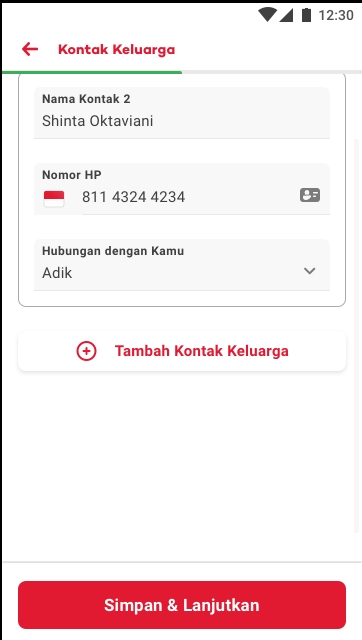 12:30
Kontak Keluarga
Nama Kontak 2
Shinta Oktaviani
Nomor HP
811 4324 4234
Hubungan dengan Kamu
Adik
Tambah Kontak Keluarga
Simpan & Lanjutkan